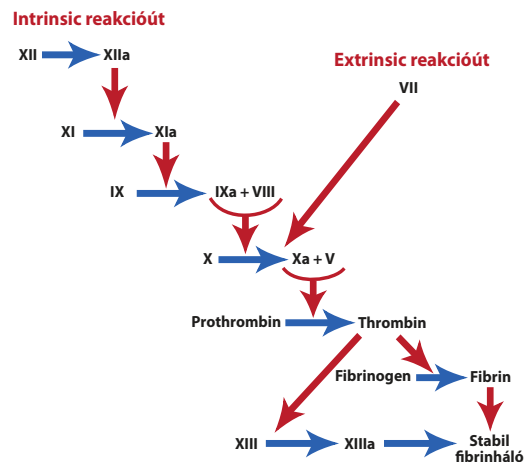 Intrinsic reakcióút
XII XIIa
Extrinsic reakcióút
VII
XI XIa
IX IXa + VIII
X Xa + V
Prothrombin Thrombin
Fibrinogen Fibrin
XIII XIIIa Stabil
fibrinháló